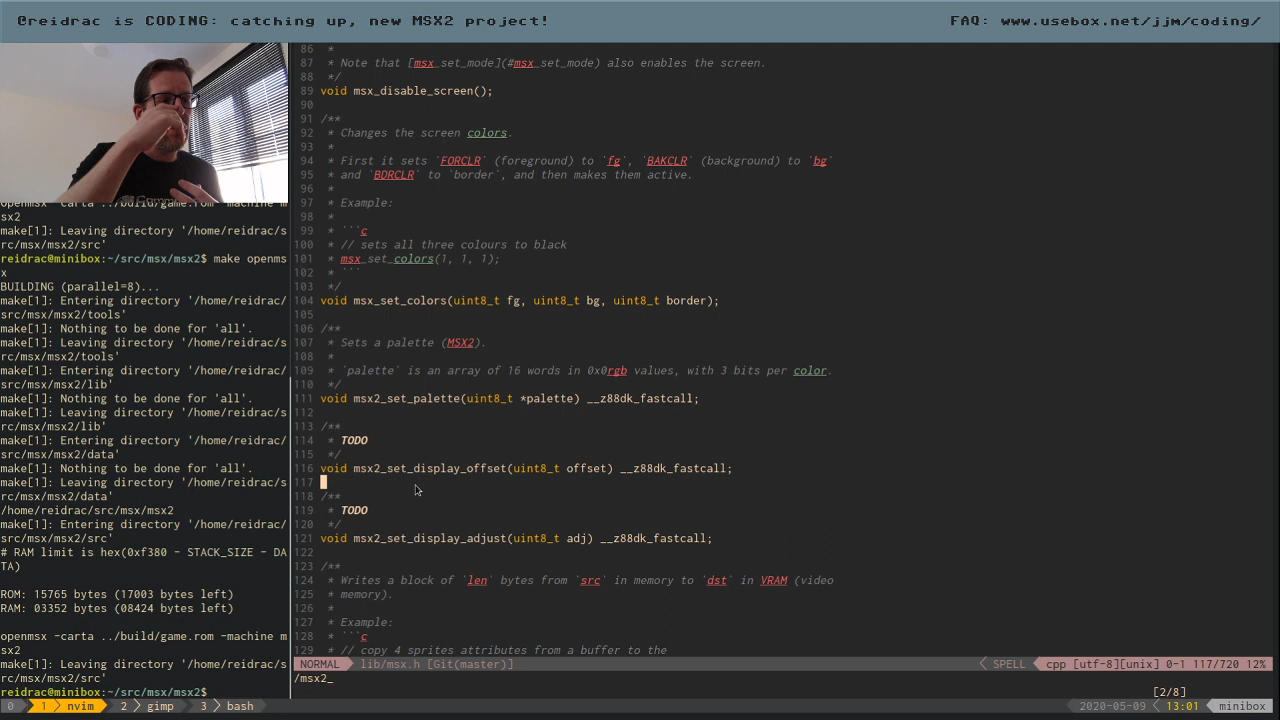 @reidrac is CODING: catching up, new MSX2 project!
FAQ: www.usebox.net/jjm/coding/
openmsx -carta ../build/game.rom -machine m
sx2
make[1]: Leaving directory '/home/reidrac/s
rc/msx/msx2/src'
reidrac@minibox:~/src/msx/msx2$ make openms
x
BUILDING (parallel=8)...
make[1]: Entering directory '/home/reidrac/
src/msx/msx2/tools'
make[1]: Nothing to be done for 'all'.
make[1]: Leaving directory '/home/reidrac/s
rc/msx/msx2/tools'
make[1]: Entering directory '/home/reidrac/
src/msx/msx2/lib'
make[1]: Nothing to be done for 'all'.
make[1]: Leaving directory '/home/reidrac/s
rc/msx/msx2/lib'
make[1]: Entering directory '/home/reidrac/
src/msx/msx2/data'
make[1]: Nothing to be done for 'all'.
make[1]: Leaving directory '/home/reidrac/s
rc/msx/msx2/data'
/home/reidrac/src/msx/msx2
make[1]: Entering directory '/home/reidrac/
src/msx/msx2/src'
# RAM limit is hex(0xf380 - STACK_SIZE - DA
TA)
ROM: 15765 bytes (17003 bytes left)
RAM: 03352 bytes (08424 bytes left)
openmsx -carta ../build/game.rom -machine m
sx2
make[1]: Leaving directory '/home/reidrac/s
rc/msx/msx2/src'
reidrac@minibox:~/src/msx/msx2$
86 *
87 * Note that [msx_set_mode](#msx_set_mode) also enables the screen.
88 */
89 void msx_disable_screen();
90
91 /**
92 * Changes the screen colors.
93 *
94 * First it sets `FORCLR` (foreground) to `fg`, `BAKCLR` (background) to `bg`
95 * and `BDRCLR` to `border`, and then makes them active.
96 *
97 * Example:
98 *
99 * ```c
100 * // sets all three colours to black
101 * msx_set_colors(1, 1, 1);
102 * ```
103 */
104 void msx_set_colors(uint8_t fg, uint8_t bg, uint8_t border);
105
106 /**
107 * Sets a palette (MSX2).
108 *
109 * `palette` is an array of 16 words in 0x0rgb values, with 3 bits per color.
110 */
111 void msx2_set_palette(uint8_t *palette) __z88dk_fastcall;
112
113 /**
114 * TODO
115 */
116 void msx2_set_display_offset(uint8_t offset) __z88dk_fastcall;
117
118 /**
119 * TODO
120 */
121 void msx2_set_display_adjust(uint8_t adj) __z88dk_fastcall;
122
123 /**
124 * Writes a block of `len` bytes from `src` in memory to `dst` in VRAM (video
125 * memory).
126 *
127 * Example:
128 * ```c
129 * // copy 4 sprites attributes from a buffer to the
NORMAL lib/msx.h [Git(master)] SPELL cpp [utf-8][unix] 0-1 117/720 12%
/msx2_ [2/8]
0 1 nvim 2 gimp 3 bash 2020-05-09 13:01 minibox